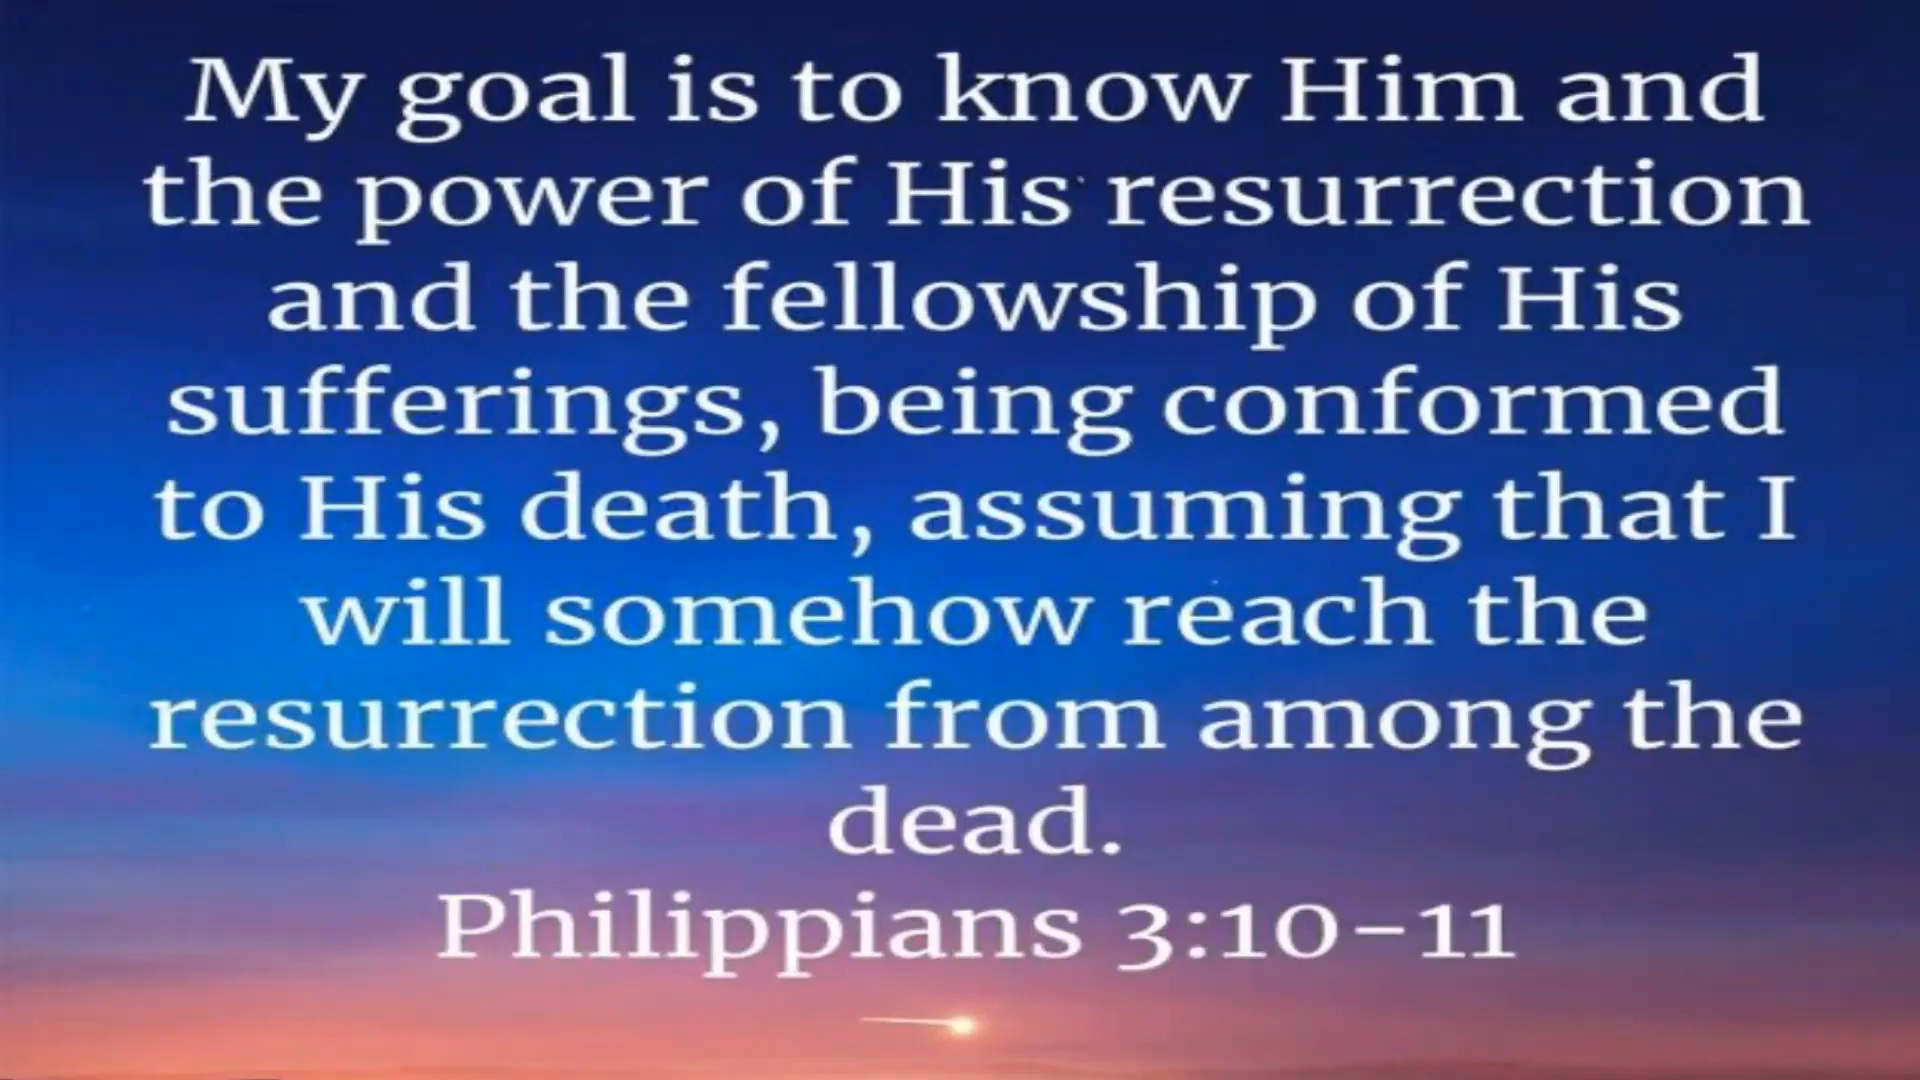 My goal is to know Him and
the power of His resurrection
and the fellowship of His
sufferings, being conformed
to His death, assuming that I
will somehow reach the
resurrection from among the
dead.
Philippians 3:10-11